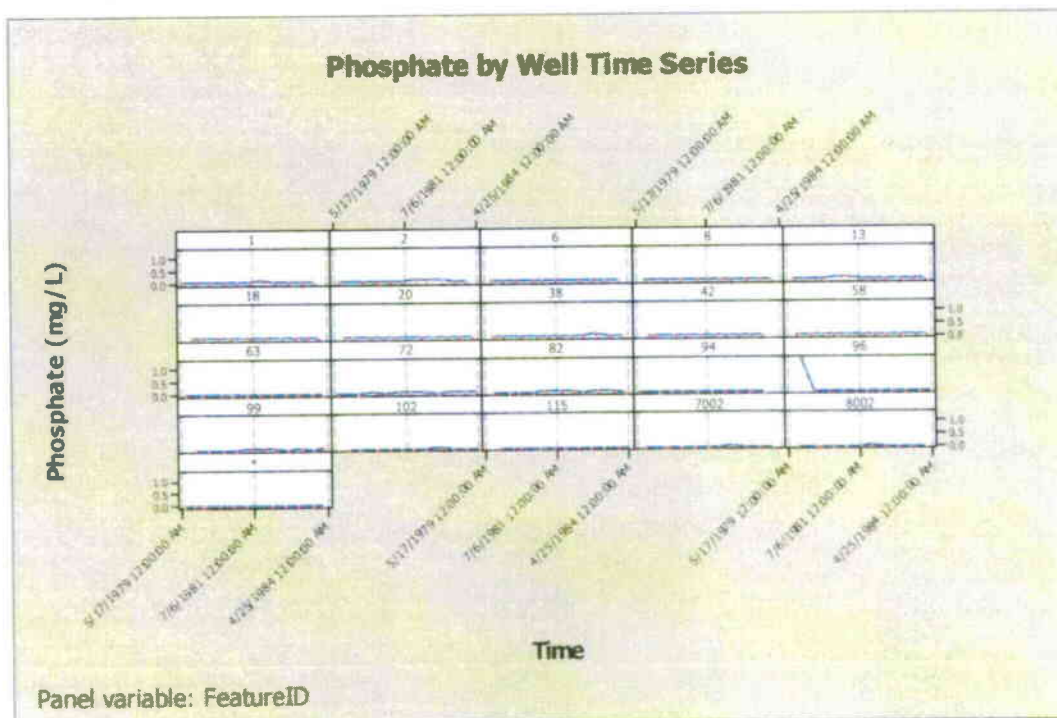 Phosphate by Well Time Series
5/17/1979 12:00:00 AM
7/6/1981 12:00:00 AM
4/25/1984 12:00:00 AM
5/17/1979 12:00:00 AM
7/6/1981 12:00:00 AM
4/25/1984 12:00:00 AM
Phosphate (mg/L)
1 2 6 8 13
1.0
0.5
0.0
18 20 38 42 58
1.0
0.5
0.0
63 72 82 94 96
1.0
0.5
0.0
99 102 115 7002 8002
1.0
0.5
0.0
*
1.0
0.5
0.0
5/17/1979 12:00:00 AM
7/6/1981 12:00:00 AM
4/25/1984 12:00:00 AM
5/17/1979 12:00:00 AM
7/6/1981 12:00:00 AM
4/25/1984 12:00:00 AM
5/17/1979 12:00:00 AM
7/6/1981 12:00:00 AM
4/25/1984 12:00:00 AM
Time
Panel variable: FeatureID